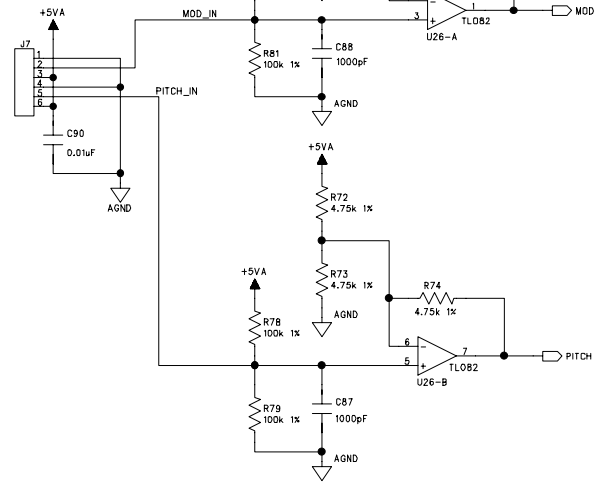 +5VA
MOD_IN
3
1
MOD
TL082
U26-A
J7
1
2
3
4
5
6
R81
100k 1%
C88
1000pF
PITCH_IN
AGND
C90
0.01uF
AGND
+5VA
R72
4.75k 1%
+5VA
R73
4.75k 1%
R74
4.75k 1%
AGND
R78
100k 1%
6
5
7
PITCH
TL082
U26-B
R79
100k 1%
C87
1000pF
AGND